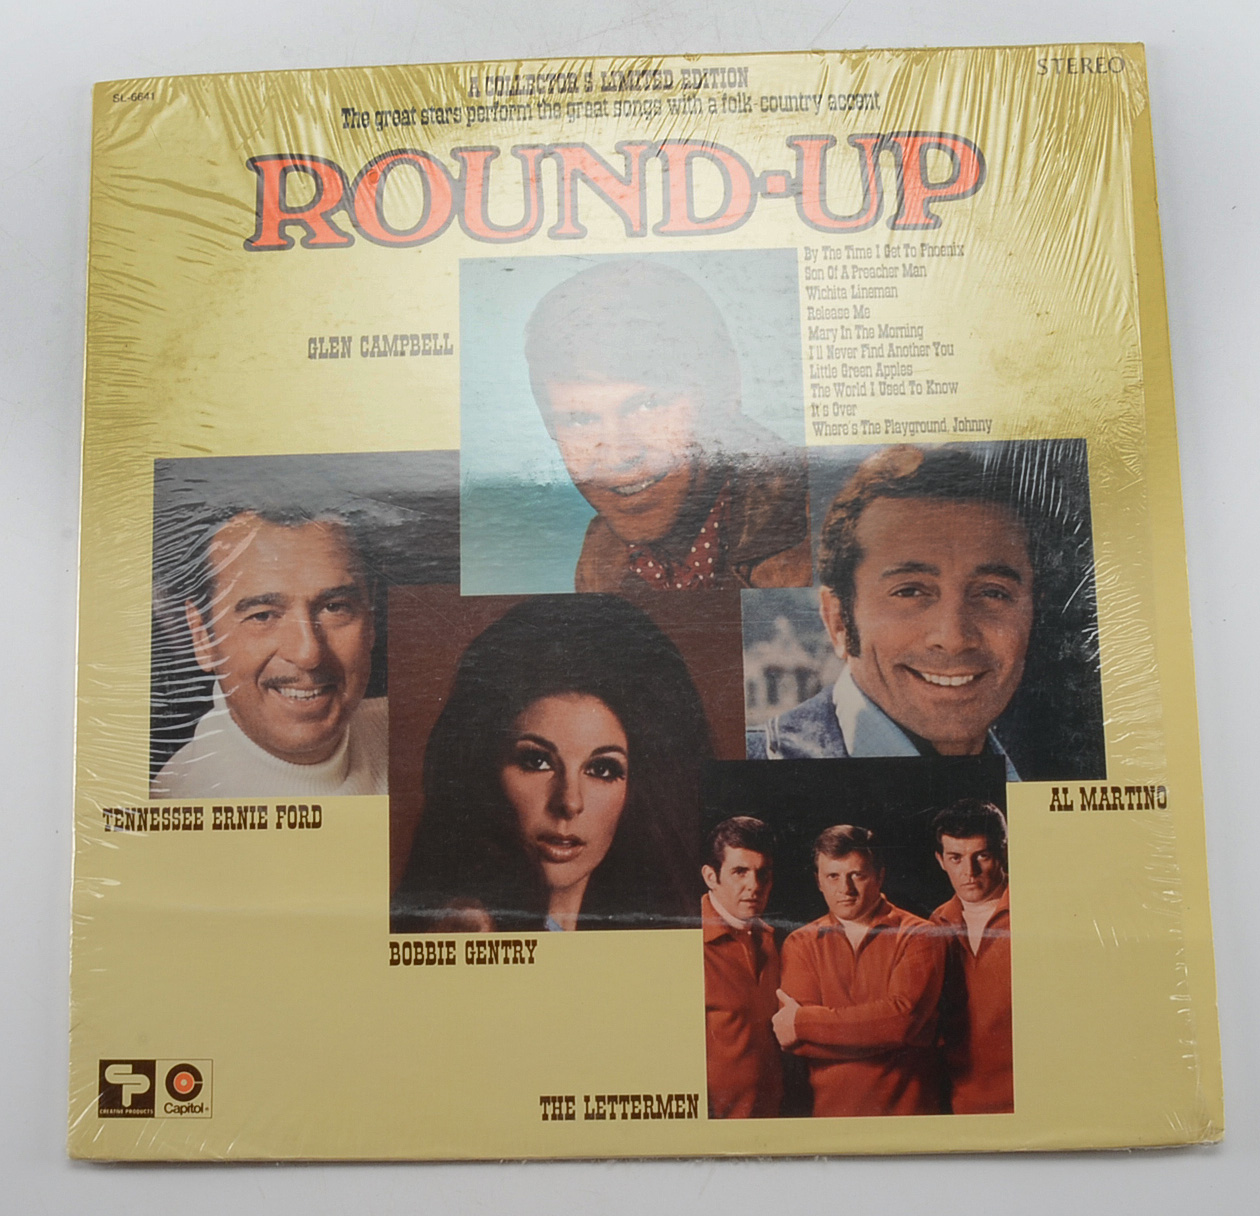 SL-6641
STEREO
A COLLECTOR'S LIMITED EDITION
The great stars perform the great songs with a folk-country accent
ROUND-UP
By The Time I Get To Phoenix
Son Of A Preacher Man
Wichita Lineman
Release Me
Mary In The Morning
I'll Never Find Another You
Little Green Apples
The World I Used To Know
It's Over
Where's The Playground, Johnny
GLEN CAMPBELL
TENNESSEE ERNIE FORD
AL MARTINO
BOBBIE GENTRY
THE LETTERMEN
CP
CREATIVE PRODUCTS
Capitol